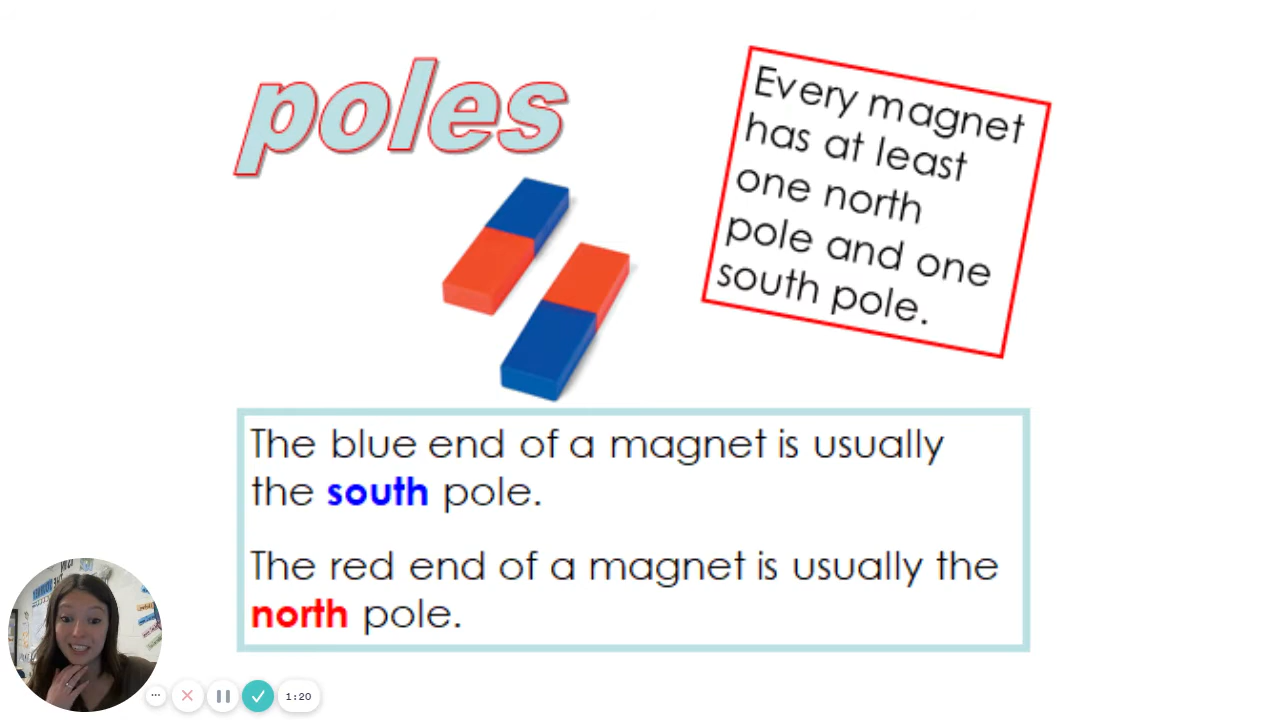 poles
Every magnet
has at least
one north
pole and one
south pole.
The blue end of a magnet is usually
the south pole.
The red end of a magnet is usually the
north pole.
1:20